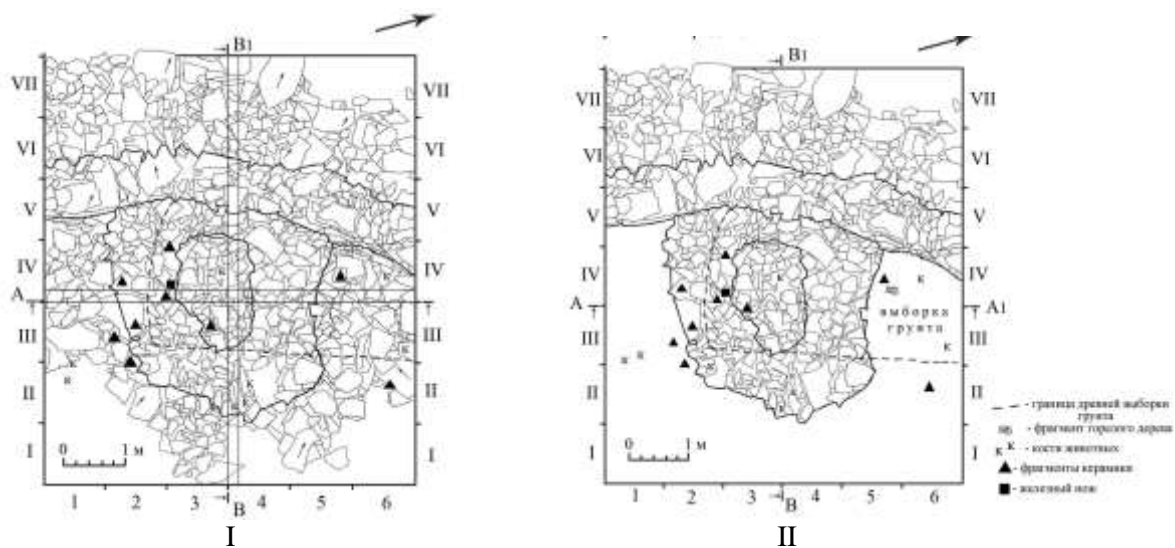 B1
VII
VII
VI
VI
V
V
IV
IV
A
III
III
II
II
I
I
0 1 м
1 2 3 4 5 6
B
к
к
к
к
к
к
I
B1
VII
VII
VI
VI
V
V
IV
IV
A
A1
выборка
грунта
III
III
II
II
I
I
0 1 м
1 2 3 4 5 6
B
к
к
к
к
к
II
- граница древней выборки
грунта
- фрагмент горелого дерева
к к - кости животных
- фрагменты керамики
- железный нож